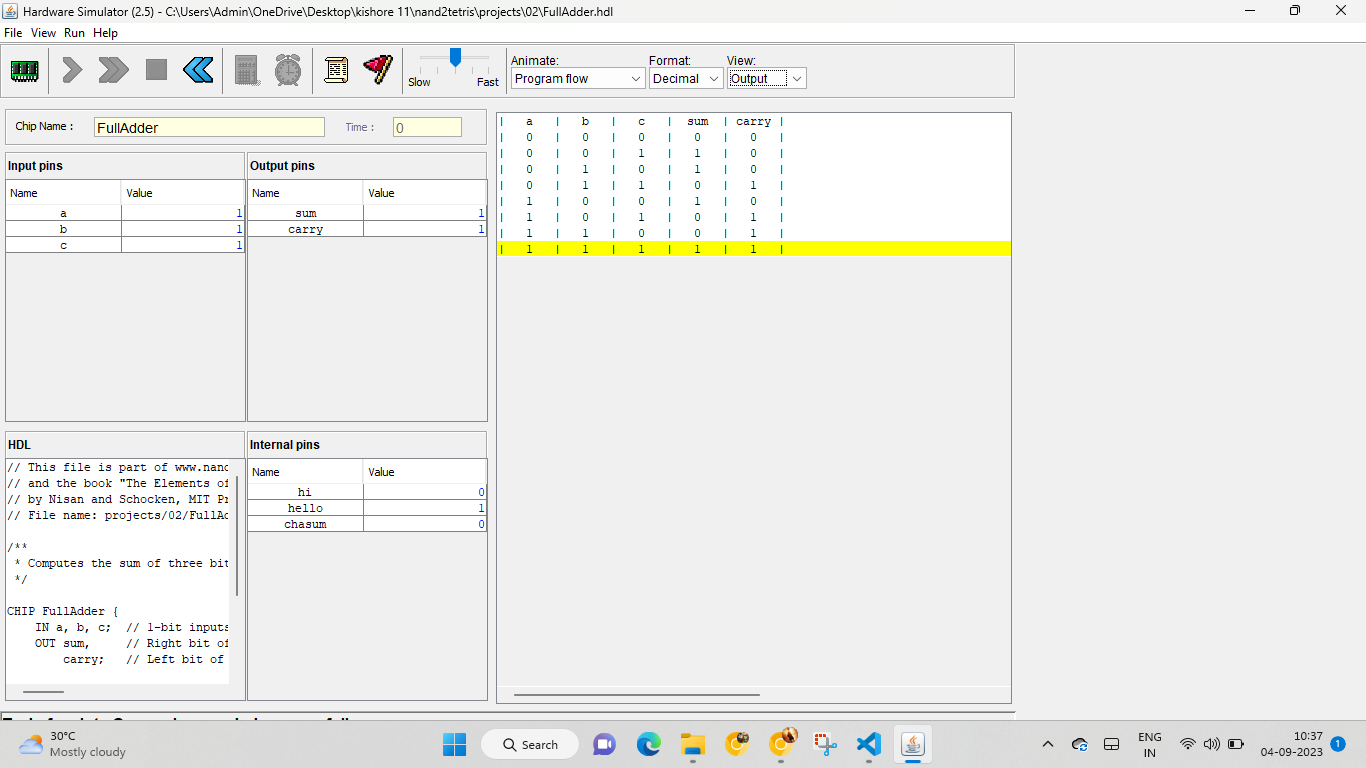 Hardware Simulator (2.5) - C:\Users\Admin\OneDrive\Desktop\kishore 11\nand2tetris\projects\02\FullAdder.hdl
File View Run Help
Slow Fast
Animate: Format: View:
Program flow Decimal Output
Chip Name : FullAdder Time : 0
Input pins
Name Value
a 1
b 1
c 1
Output pins
Name Value
sum 1
carry 1
HDL
// This file is part of www.nand
// and the book "The Elements of
// by Nisan and Schocken, MIT Pr
// File name: projects/02/FullAd
/**
* Computes the sum of three bit
*/
CHIP FullAdder {
IN a, b, c; // 1-bit inputs
OUT sum, // Right bit of
carry; // Left bit of
Internal pins
Name Value
hi 0
hello 1
chasum 0
| a | b | c | sum | carry |
| 0 | 0 | 0 | 0 | 0 |
| 0 | 0 | 1 | 1 | 0 |
| 0 | 1 | 0 | 1 | 0 |
| 0 | 1 | 1 | 0 | 1 |
| 1 | 0 | 0 | 1 | 0 |
| 1 | 0 | 1 | 0 | 1 |
| 1 | 1 | 0 | 0 | 1 |
| 1 | 1 | 1 | 1 | 1 |
30°C
Mostly cloudy
Search
ENG
IN
10:37
04-09-2023
1